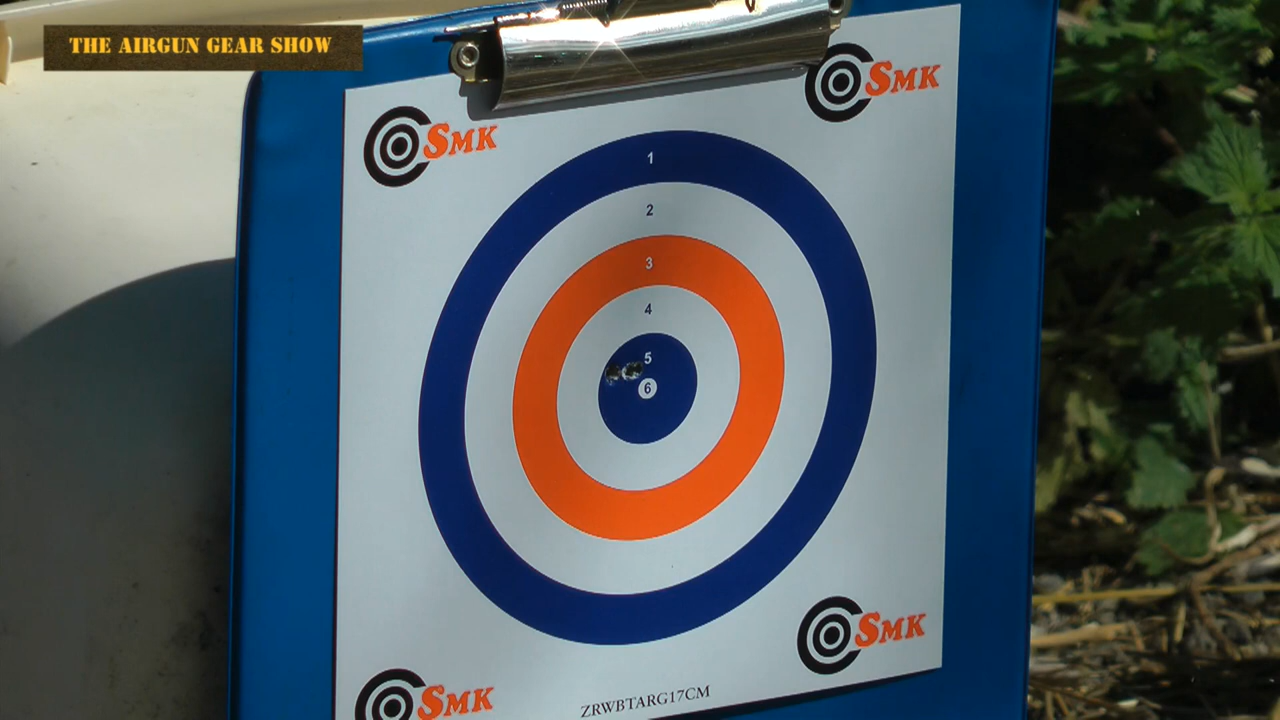 THE AIRGUN GEAR SHOW
SMK
SMK
1
2
3
4
5
6
SMK
SMK
ZRWBTARG17CM